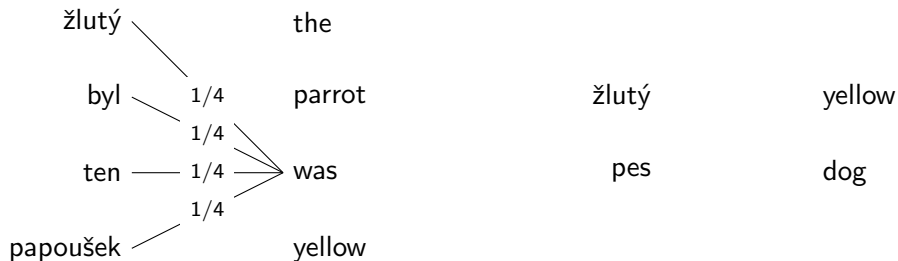 žlutý the
byl 1/4 parrot žlutý yellow
1/4
ten 1/4 was pes dog
1/4
papoušek yellow